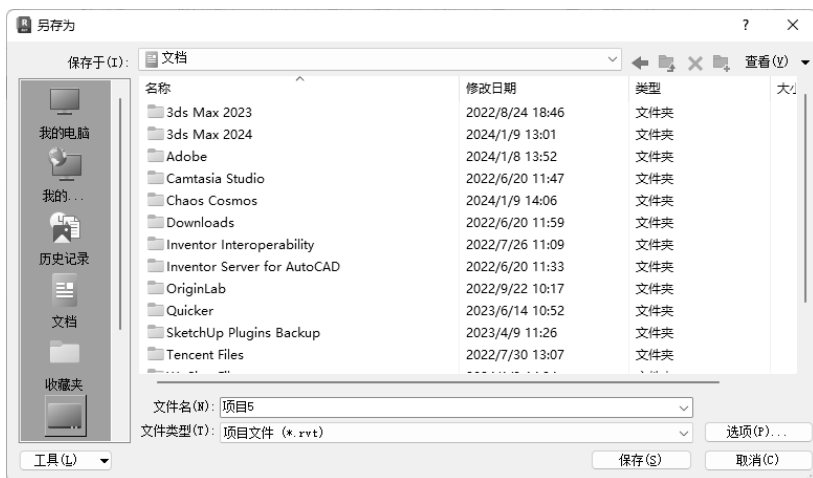 另存为
保存于(I): 文档 查看(V)
名称 修改日期 类型 大小
3ds Max 2023 2022/8/24 18:46 文件夹
3ds Max 2024 2024/1/9 13:01 文件夹
Adobe 2024/1/8 13:52 文件夹
Camtasia Studio 2022/6/20 11:47 文件夹
Chaos Cosmos 2024/1/9 14:06 文件夹
Downloads 2022/6/20 11:59 文件夹
Inventor Interoperability 2022/7/26 11:09 文件夹
Inventor Server for AutoCAD 2022/6/20 11:33 文件夹
OriginLab 2022/9/22 10:17 文件夹
Quicker 2023/6/14 10:52 文件夹
SketchUp Plugins Backup 2023/4/9 11:26 文件夹
Tencent Files 2022/7/30 13:07 文件夹
我的电脑
我的...
历史记录
文档
收藏夹
文件名(N): 项目5
文件类型(T): 项目文件 (*.rvt) 选项(P)...
工具(L) 保存(S) 取消(C)